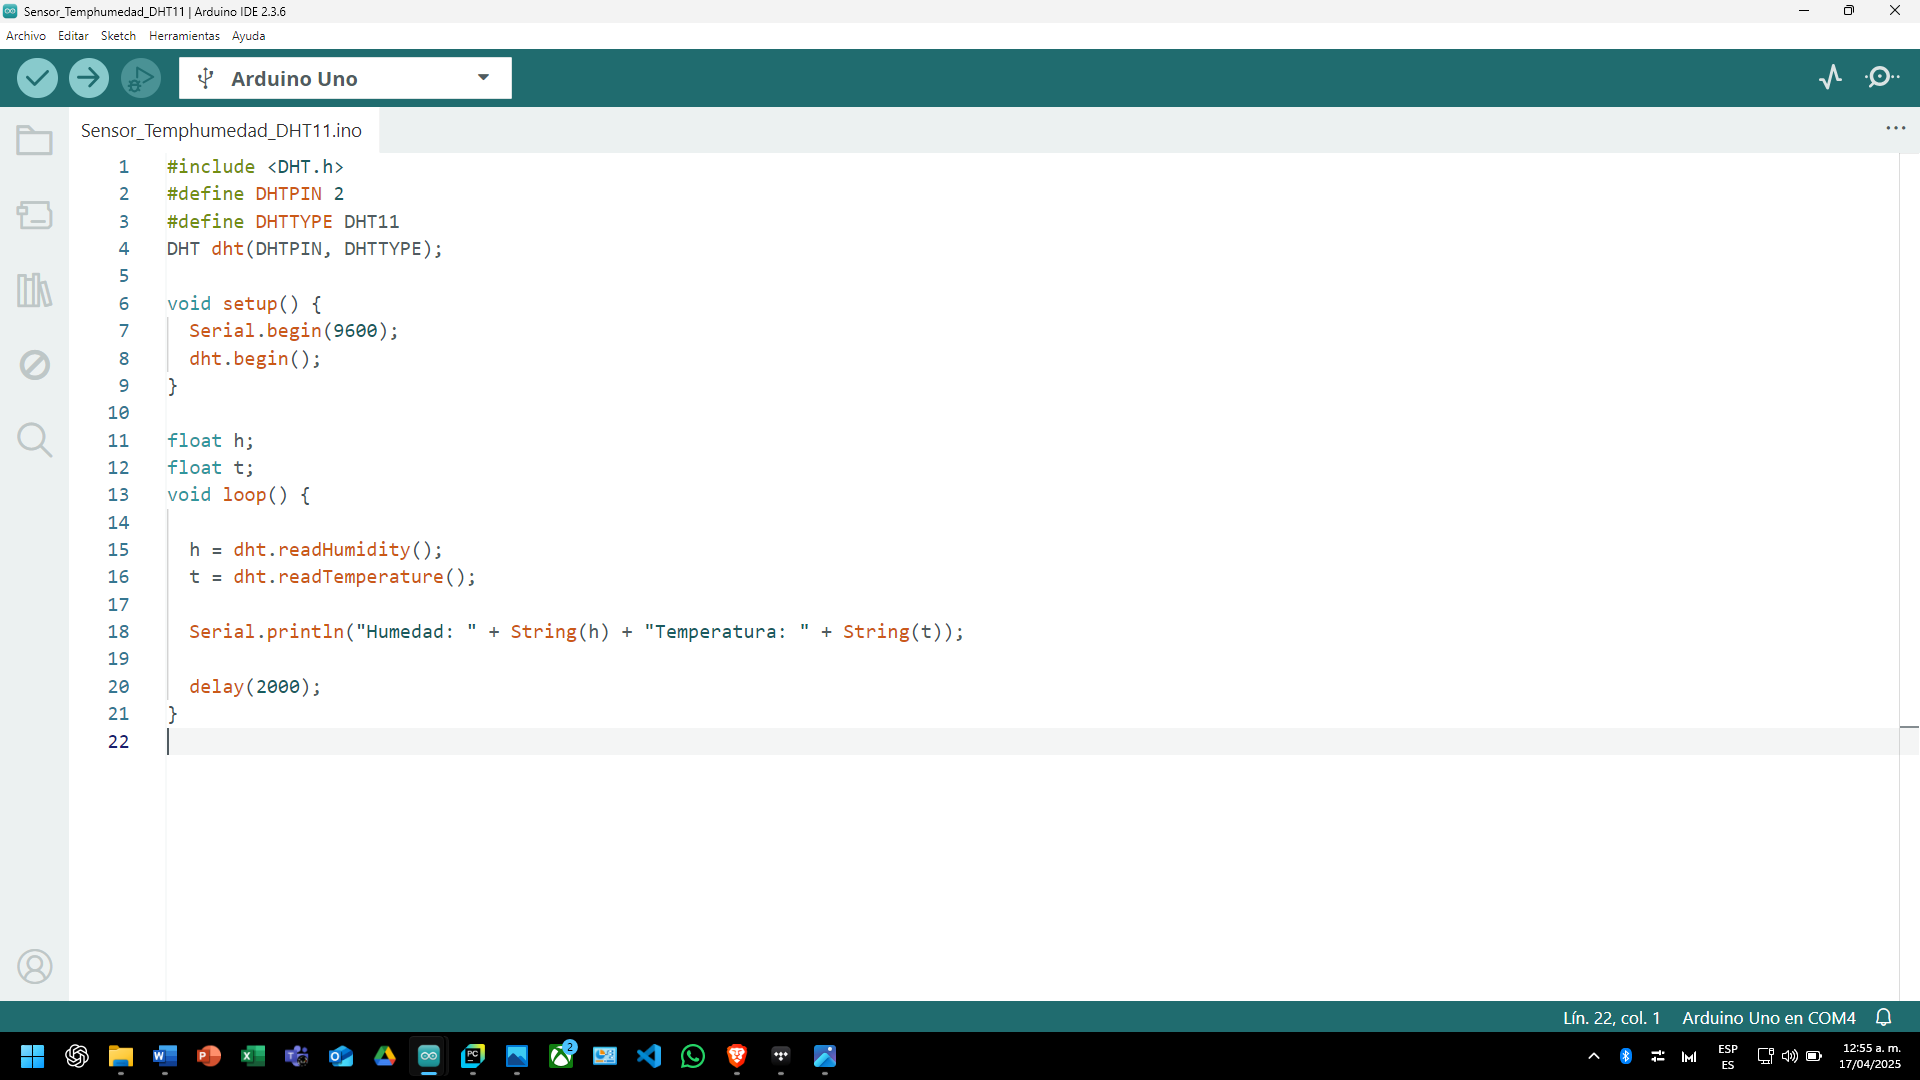 Sensor_Temphumedad_DHT11 | Arduino IDE 2.3.6
Archivo Editar Sketch Herramientas Ayuda
Arduino Uno
Sensor_Temphumedad_DHT11.ino
1 #include <DHT.h>
2 #define DHTPIN 2
3 #define DHTTYPE DHT11
4 DHT dht(DHTPIN, DHTTYPE);
5
6 void setup() {
7 Serial.begin(9600);
8 dht.begin();
9 }
10
11 float h;
12 float t;
13 void loop() {
14
15 h = dht.readHumidity();
16 t = dht.readTemperature();
17
18 Serial.println("Humedad: " + String(h) + "Temperatura: " + String(t));
19
20 delay(2000);
21 }
22
Lín. 22, col. 1 Arduino Uno en COM4
W P X T PC 2
ESP
ES
12:55 a. m.
17/04/2025